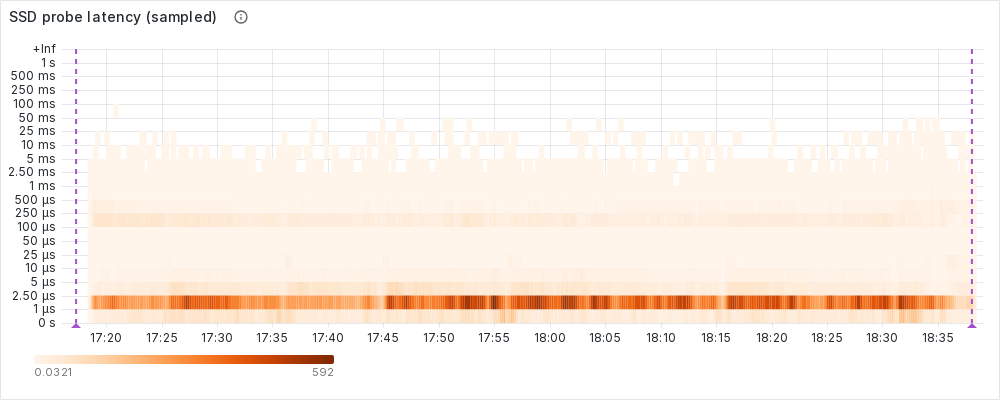 SSD probe latency (sampled)
+Inf
1 s
500 ms
250 ms
100 ms
50 ms
25 ms
10 ms
5 ms
2.50 ms
1 ms
500 µs
250 µs
100 µs
50 µs
25 µs
10 µs
5 µs
2.50 µs
1 µs
0 s
17:20 17:25 17:30 17:35 17:40 17:45 17:50 17:55 18:00 18:05 18:10 18:15 18:20 18:25 18:30 18:35
0.0321 592